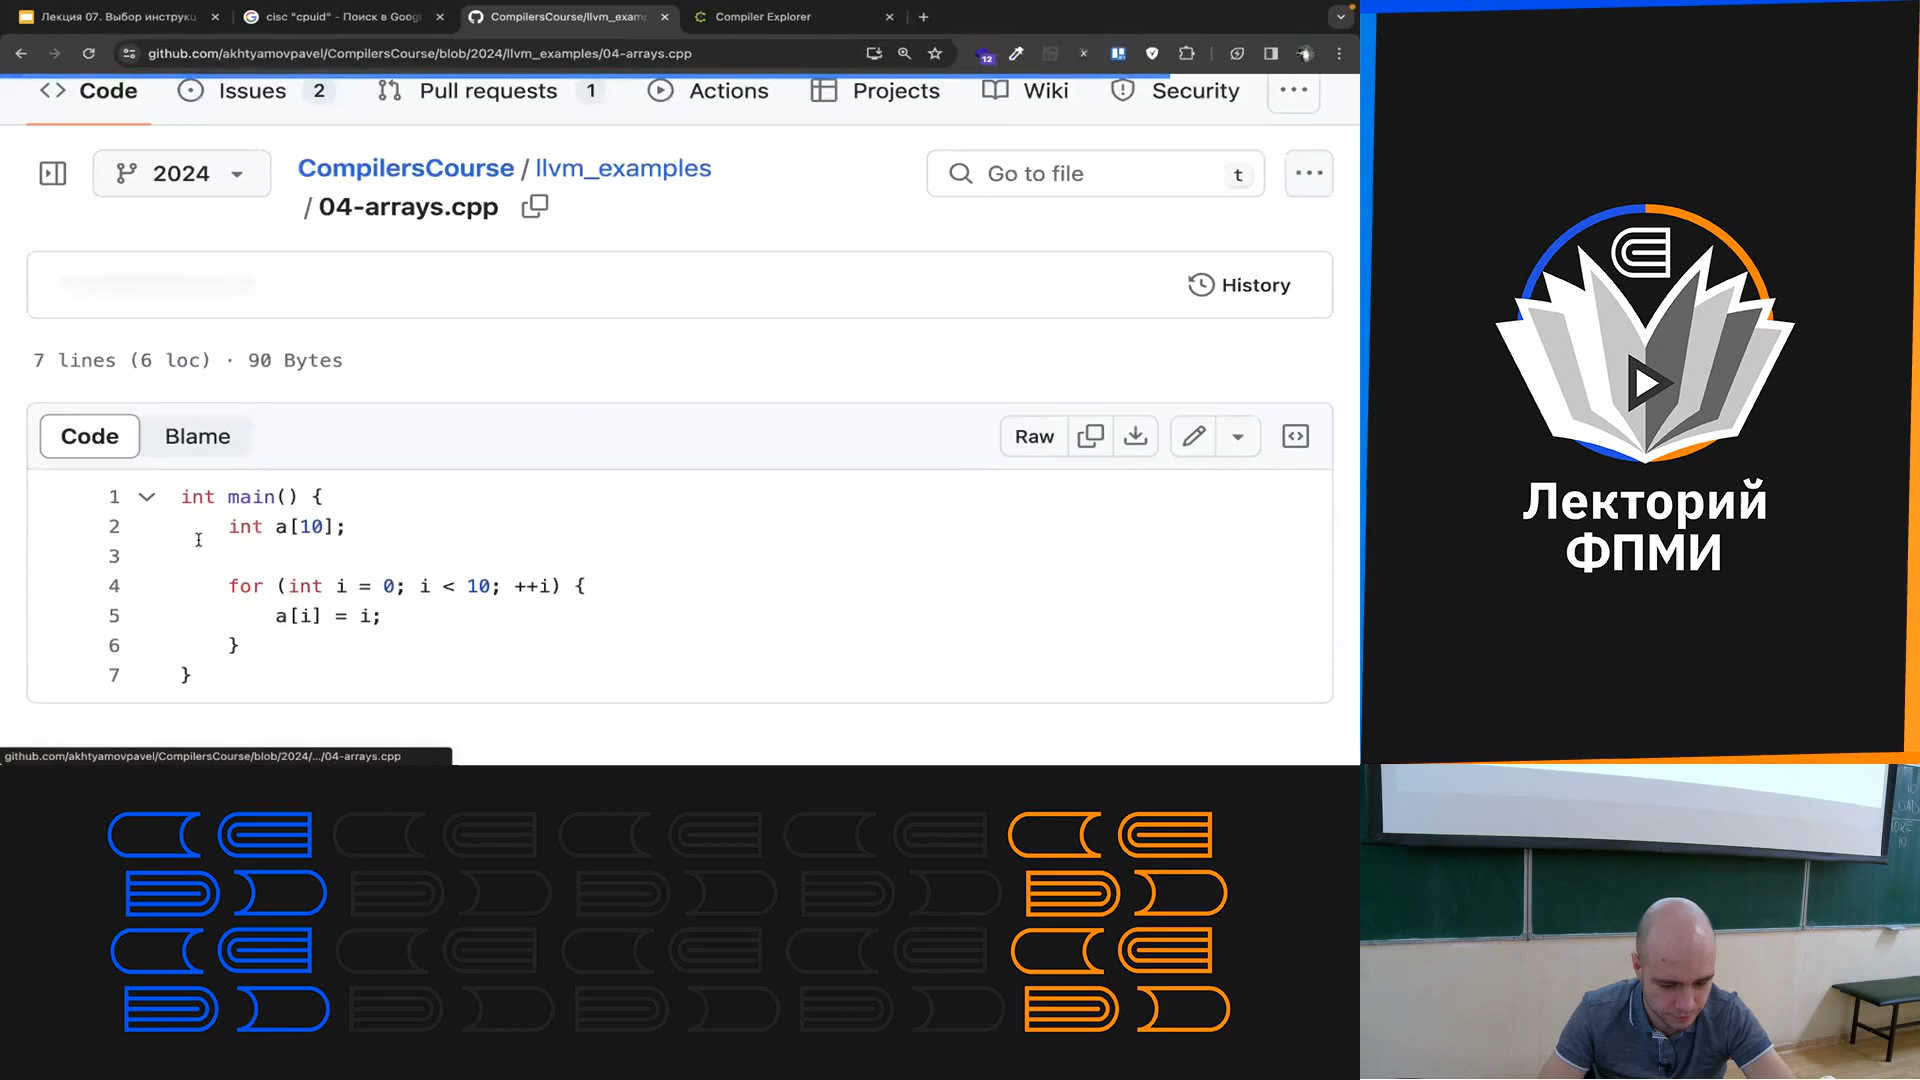 Лекция 07. Выбор инструкц
cisc "cpuid" - Поиск в Goog
CompilersCourse/llvm_examp
Compiler Explorer
github.com/akhtyamovpavel/CompilersCourse/blob/2024/llvm_examples/04-arrays.cpp
12
Code
Issues 2
Pull requests 1
Actions
Projects
Wiki
Security
2024
CompilersCourse / llvm_examples
/ 04-arrays.cpp
Go to file
t
History
7 lines (6 loc) · 90 Bytes
Code
Blame
Raw
1 int main() {
2 int a[10];
3
4 for (int i = 0; i < 10; ++i) {
5 a[i] = i;
6 }
7 }
github.com/akhtyamovpavel/CompilersCourse/blob/2024/.../04-arrays.cpp
Лекторий
ФПМИ